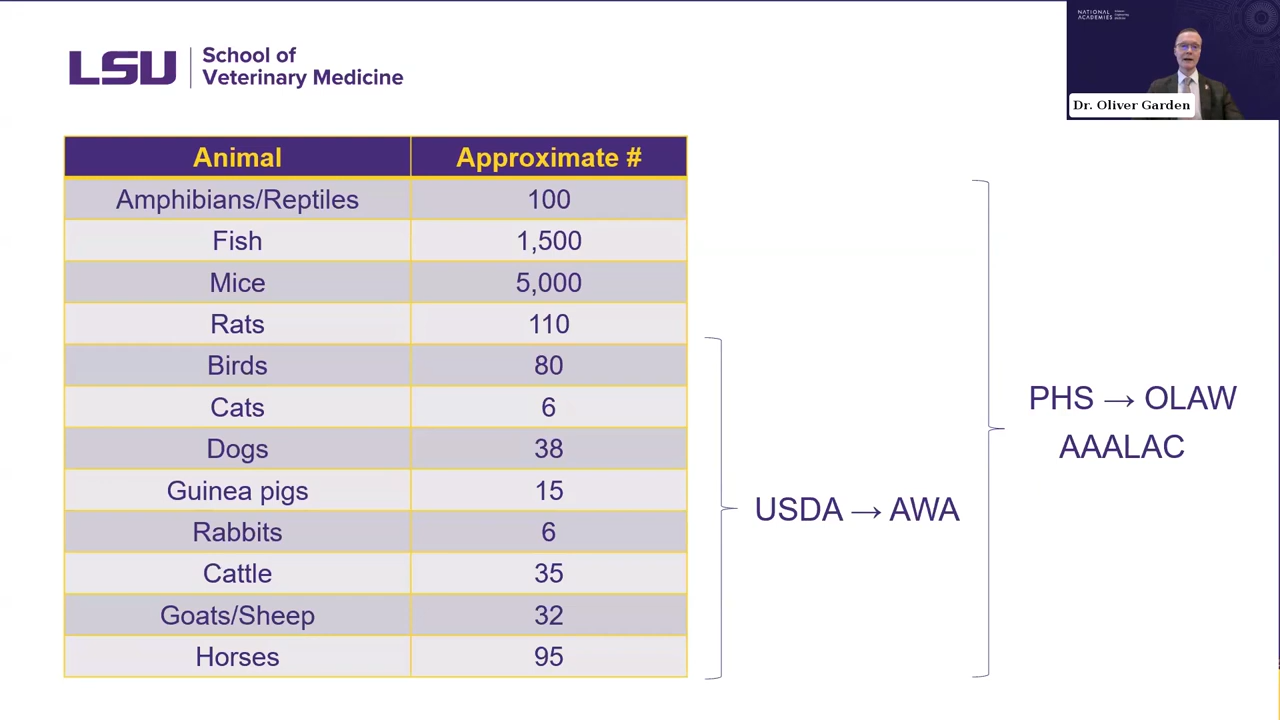 LSU
School of
Veterinary Medicine
NATIONAL
ACADEMIES
Dr. Oliver Garden
Animal Approximate #
Amphibians/Reptiles 100
Fish 1,500
Mice 5,000
Rats 110
Birds 80
Cats 6
Dogs 38
Guinea pigs 15
Rabbits 6
Cattle 35
Goats/Sheep 32
Horses 95
USDA → AWA
PHS → OLAW
AAALAC